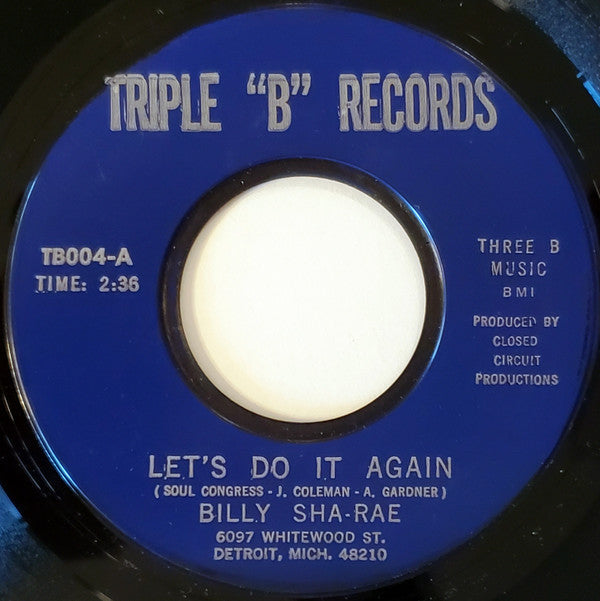 TRIPLE "B" RECORDS
TB004-A
TIME: 2:36
THREE B
MUSIC
BMI
PRODUCED BY
CLOSED
CIRCUIT
PRODUCTIONS
LET'S DO IT AGAIN
(SOUL CONGRESS - J. COLEMAN - A. GARDNER)
BILLY SHA-RAE
6097 WHITEWOOD ST.
DETROIT, MICH. 48210